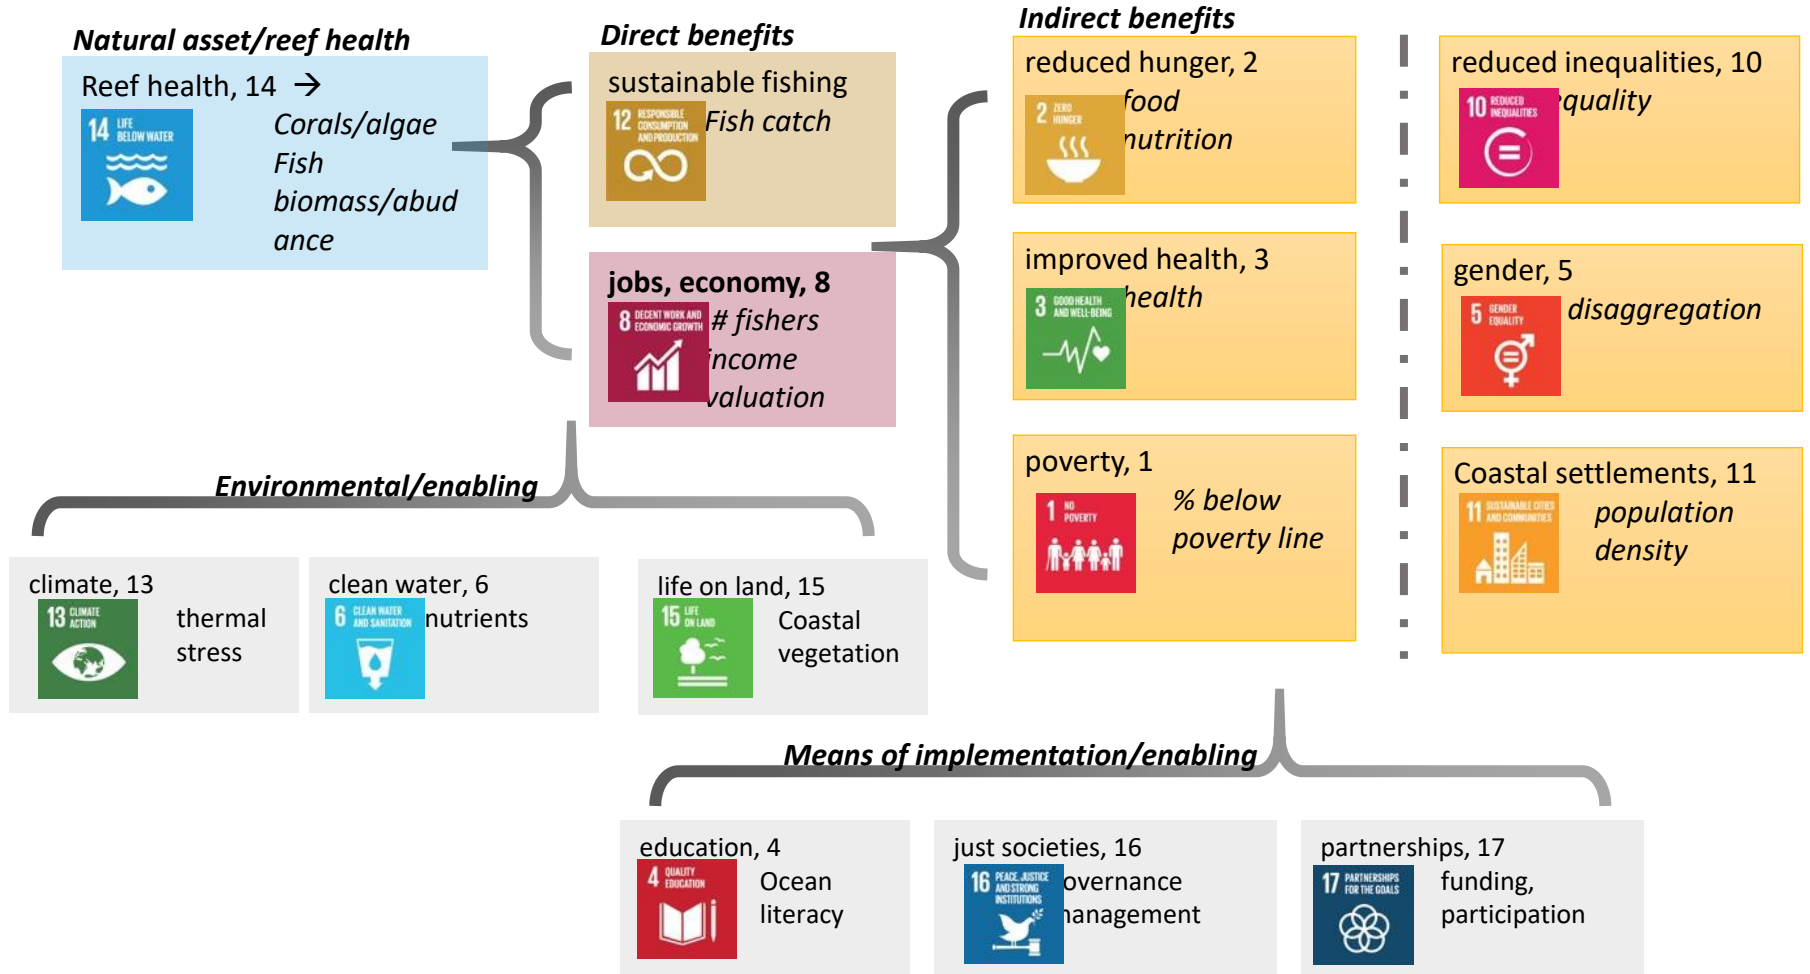 Natural asset/reef health
Reef health, 14 →
14 LIFE
BELOW WATER
Corals/algae
Fish
biomass/abud
ance
Direct benefits
sustainable fishing
12 RESPONSIBLE
CONSUMPTION
AND PRODUCTION
Fish catch
jobs, economy, 8
8 DECENT WORK AND
ECONOMIC GROWTH
# fishers
income
valuation
Indirect benefits
reduced hunger, 2
2 ZERO
HUNGER
food
nutrition
improved health, 3
3 GOOD HEALTH
AND WELL-BEING
health
poverty, 1
1 NO
POVERTY
% below
poverty line
reduced inequalities, 10
10 REDUCED
INEQUALITIES
equality
gender, 5
5 GENDER
EQUALITY
disaggregation
Coastal settlements, 11
11 SUSTAINABLE CITIES
AND COMMUNITIES
population
density
Environmental/enabling
climate, 13
13 CLIMATE
ACTION
thermal
stress
clean water, 6
6 CLEAN WATER
AND SANITATION
nutrients
life on land, 15
15 LIFE
ON LAND
Coastal
vegetation
Means of implementation/enabling
education, 4
4 QUALITY
EDUCATION
Ocean
literacy
just societies, 16
16 PEACE, JUSTICE
AND STRONG
INSTITUTIONS
overnance
management
partnerships, 17
17 PARTNERSHIPS
FOR THE GOALS
funding,
participation